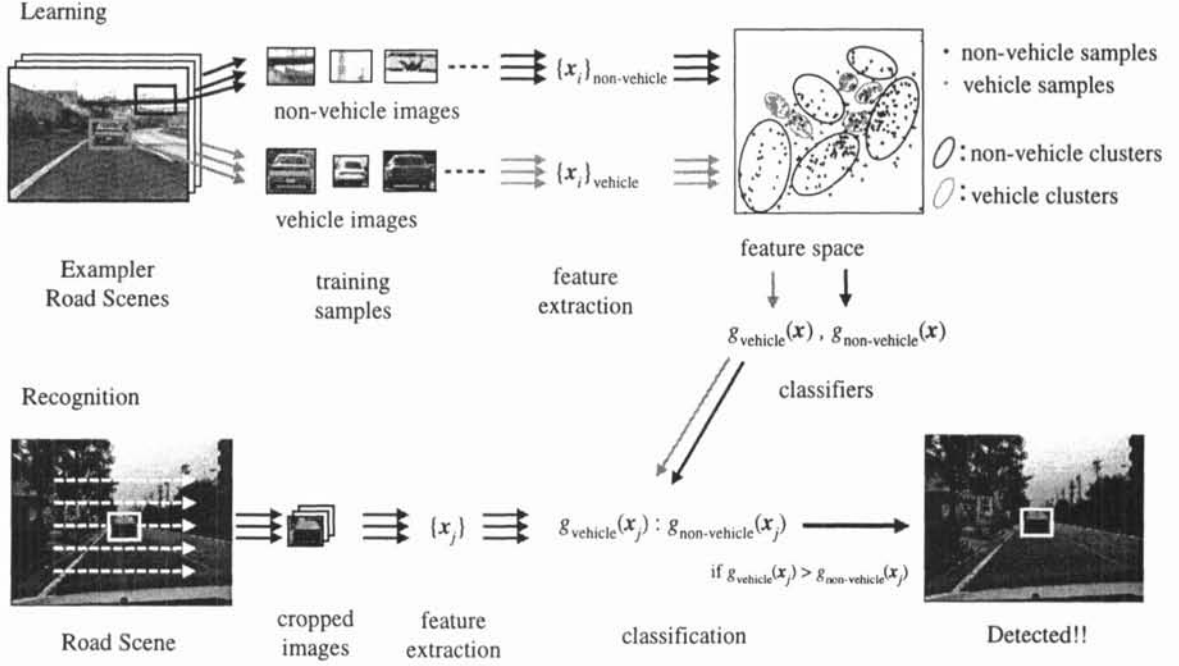 Learning
non-vehicle images
{x_i}_non-vehicle
• non-vehicle samples
· vehicle samples
: non-vehicle clusters
: vehicle clusters
vehicle images
{x_i}_vehicle
Exampler
Road Scenes
training
samples
feature
extraction
feature space
g_vehicle(x) , g_non-vehicle(x)
classifiers
Recognition
{x_j}
g_vehicle(x_j) : g_non-vehicle(x_j)
if g_vehicle(x_j) > g_non-vehicle(x_j)
Road Scene
cropped
images
feature
extraction
classification
Detected!!